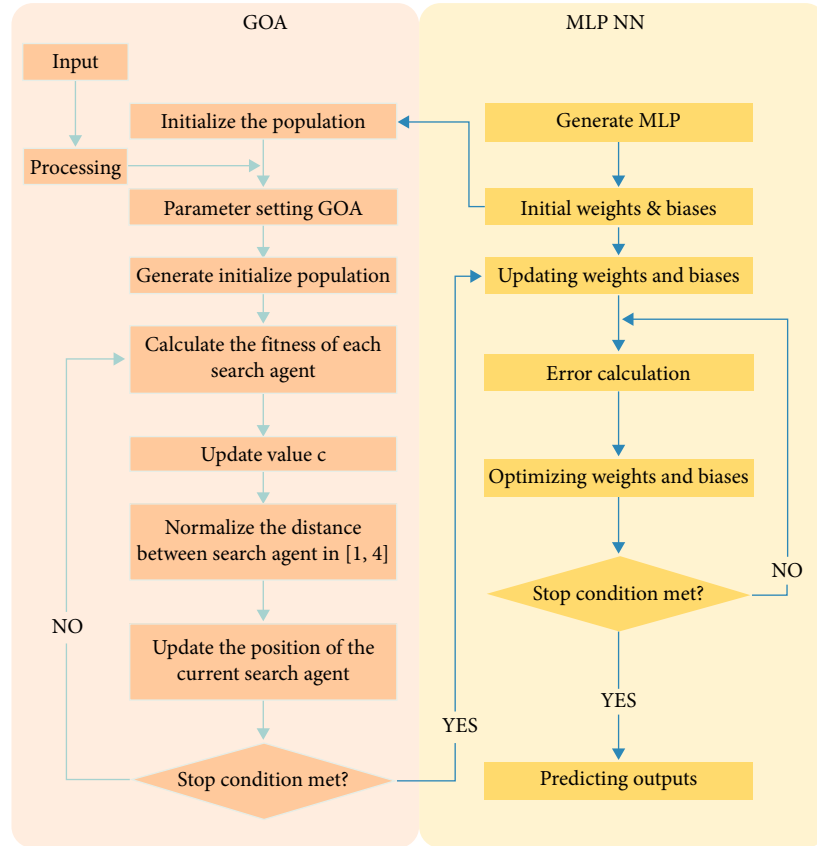 GOA
Input
Initialize the population
Processing
Parameter setting GOA
Generate initialize population
Calculate the fitness of each
search agent
Update value c
Normalize the distance
between search agent in [1, 4]
NO
Update the position of the
current search agent
Stop condition met?
YES
MLP NN
Generate MLP
Initial weights & biases
Updating weights and biases
Error calculation
Optimizing weights and biases
Stop condition met?
NO
YES
Predicting outputs